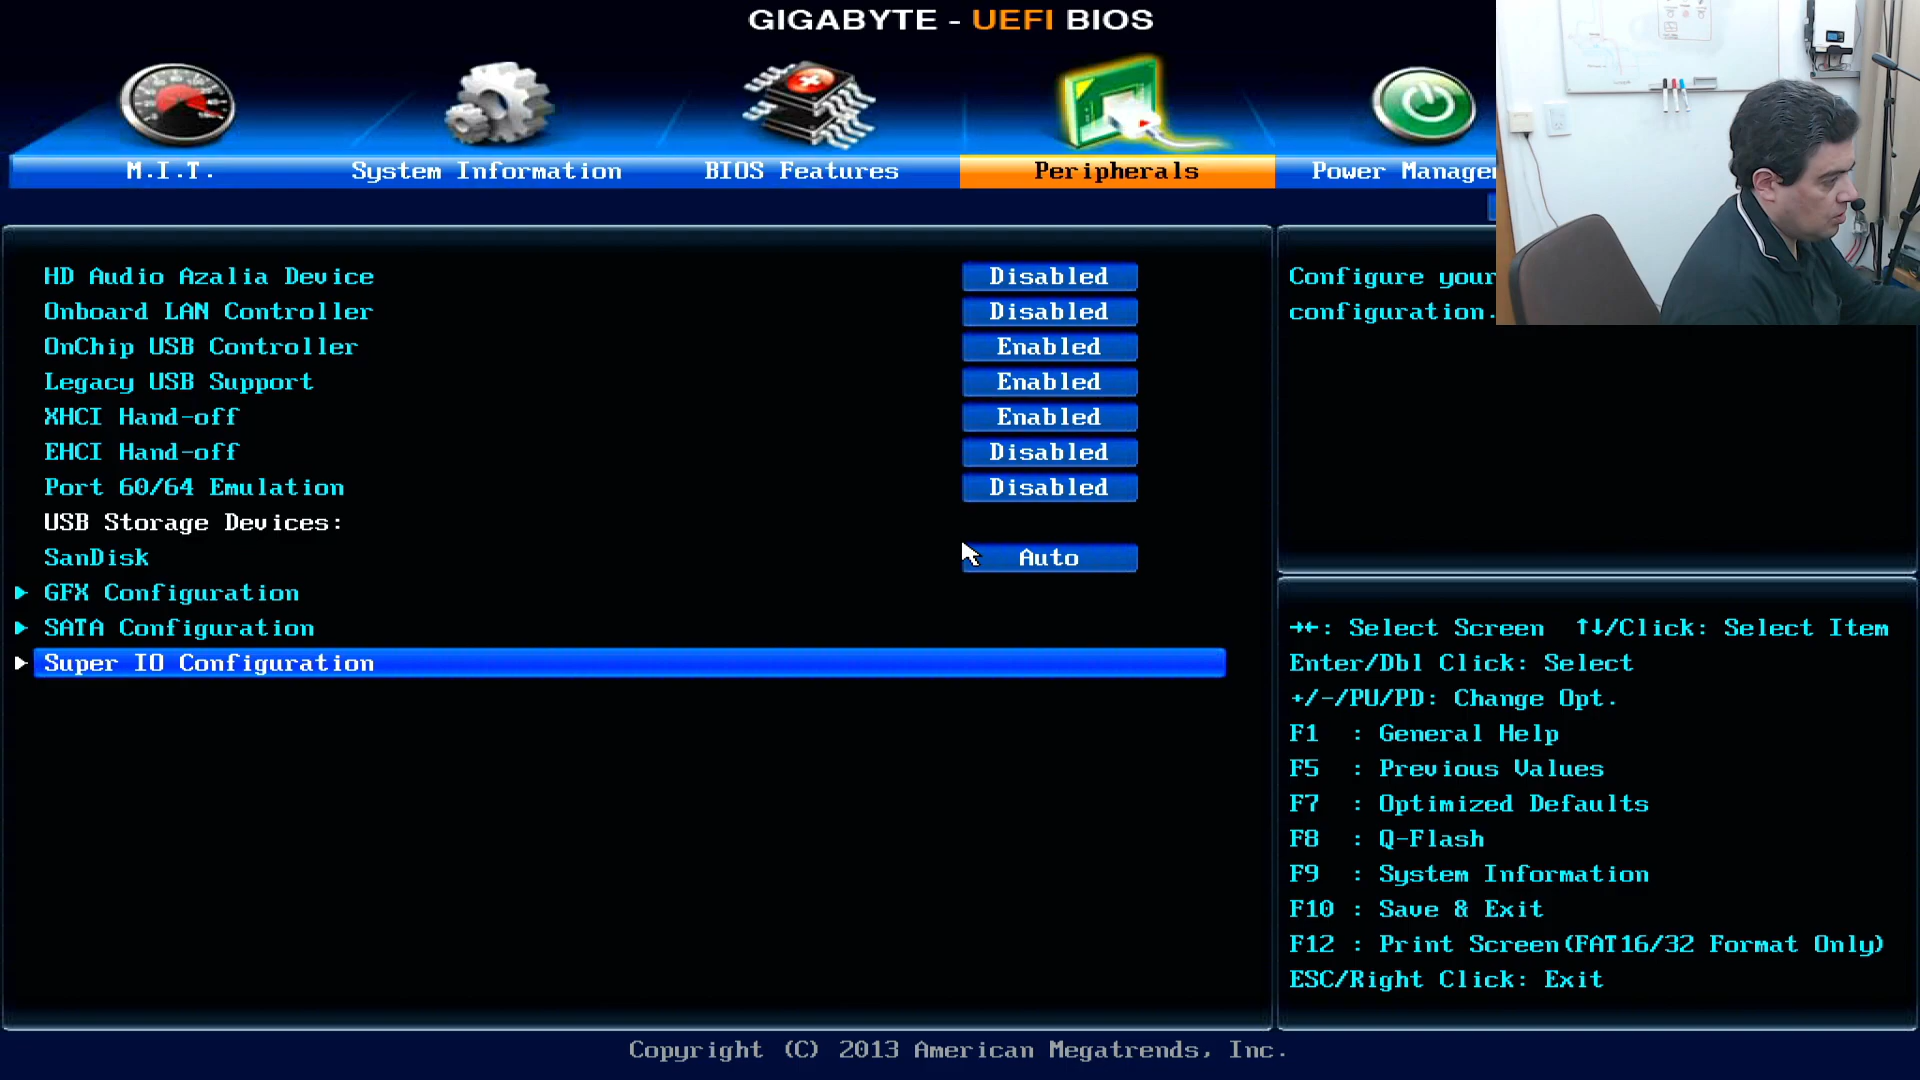 GIGABYTE - UEFI BIOS
M.I.T. System Information BIOS Features Peripherals Power Manage
HD Audio Azalia Device Disabled
Onboard LAN Controller Disabled
OnChip USB Controller Enabled
Legacy USB Support Enabled
XHCI Hand-off Enabled
EHCI Hand-off Disabled
Port 60/64 Emulation Disabled
USB Storage Devices:
SanDisk Auto
GFX Configuration
SATA Configuration
Super IO Configuration
Configure your
configuration.
→←: Select Screen ↑↓/Click: Select Item
Enter/Dbl Click: Select
+/-/PU/PD: Change Opt.
F1 : General Help
F5 : Previous Values
F7 : Optimized Defaults
F8 : Q-Flash
F9 : System Information
F10 : Save & Exit
F12 : Print Screen(FAT16/32 Format Only)
ESC/Right Click: Exit
Copyright (C) 2013 American Megatrends, Inc.